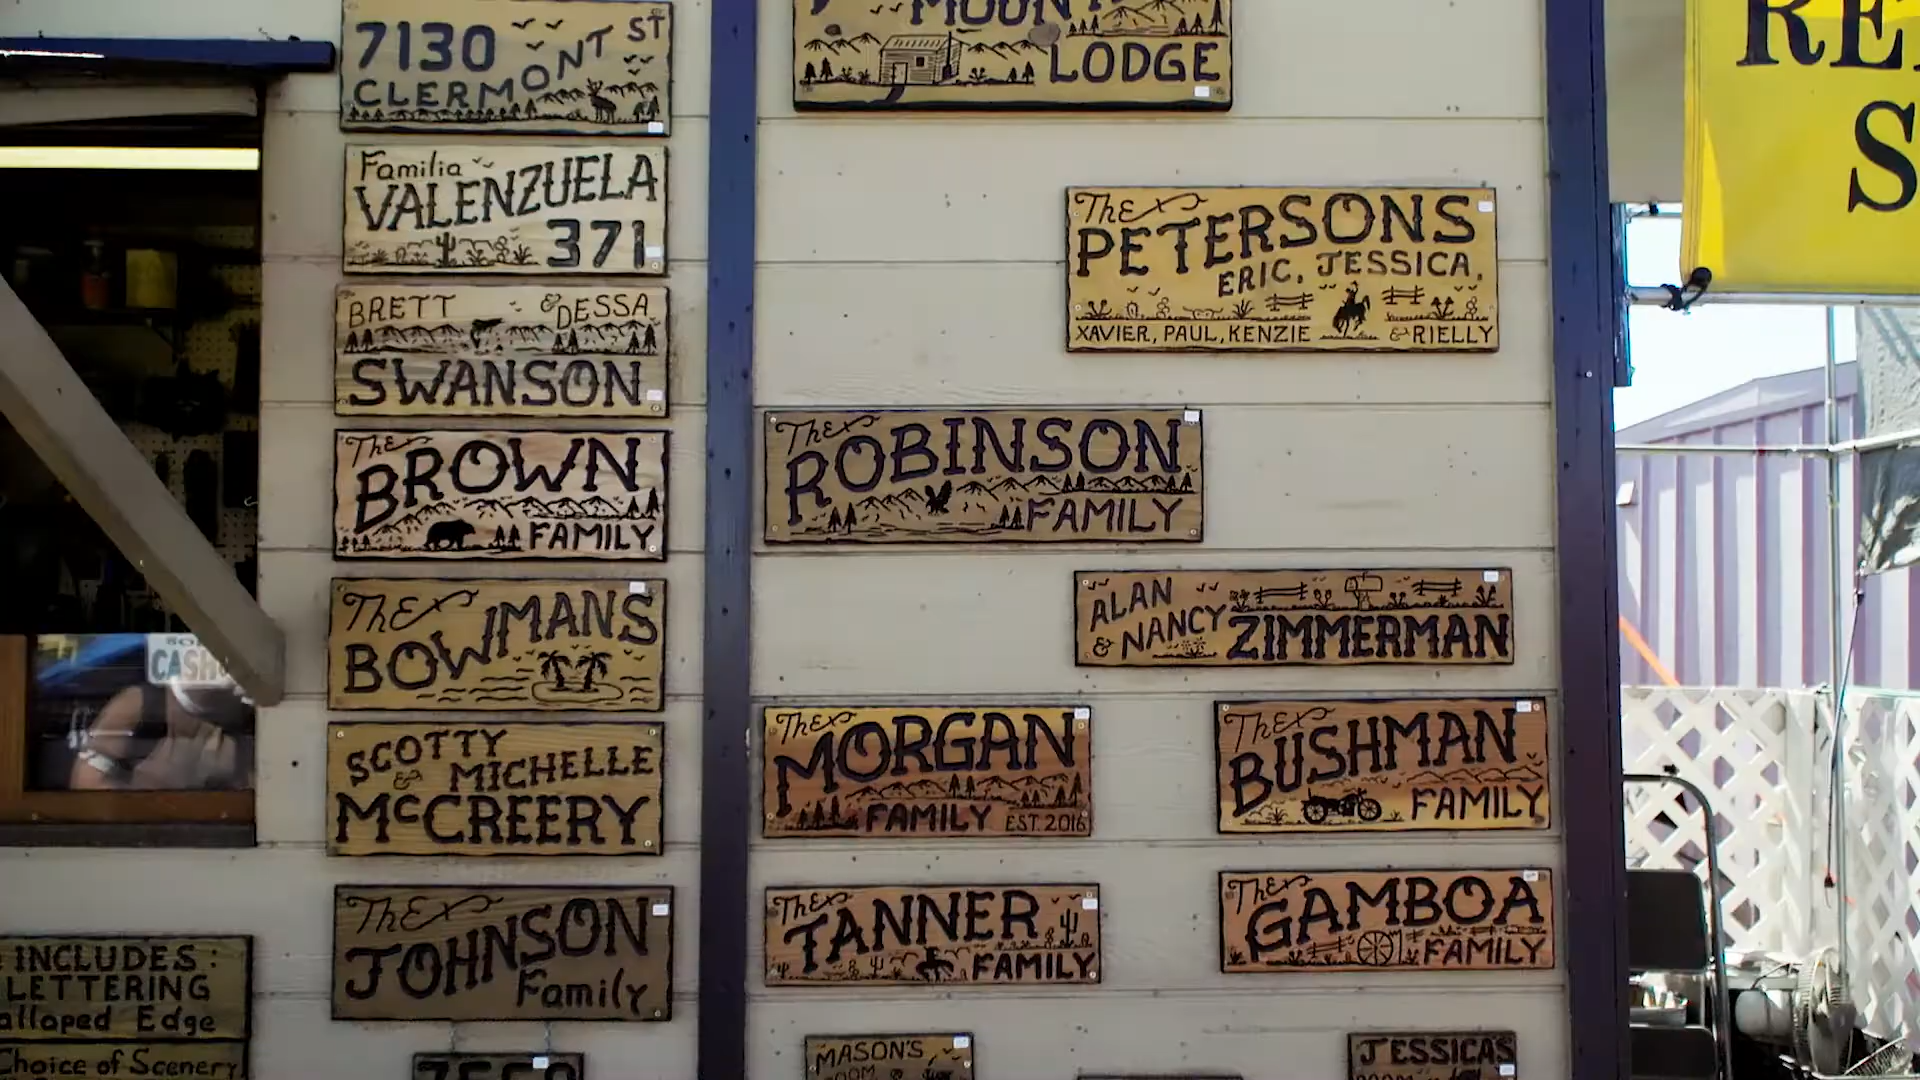 7130
CLERMONT ST
Familia
VALENZUELA
371
BRETT & DESSA
SWANSON
The
BROWN
FAMILY
The
BOWMANS
SCOTTY
& MICHELLE
McCREERY
The
JOHNSON
Family
INCLUDES:
LETTERING
Edge
Choice of Scenery
LODGE
The
PETERSONS
ERIC, JESSICA,
XAVIER, PAUL, KENZIE & RIELLY
The
ROBINSON
FAMILY
ALAN
& NANCY
ZIMMERMAN
The
MORGAN
FAMILY EST. 2016
The
BUSHMAN
FAMILY
The
TANNER
FAMILY
The
GAMBOA
FAMILY
MASON'S
JESSICA'S
CASH
S